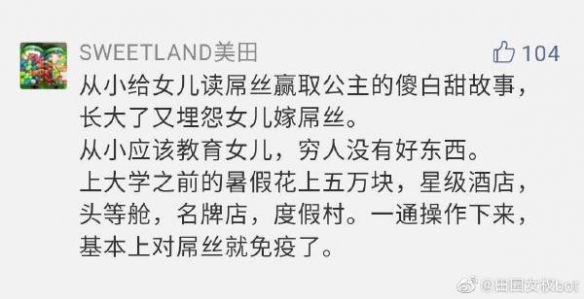 SWEETLAND美田 104
从小给女儿读屌丝赢取公主的傻白甜故事，
长大了又埋怨女儿嫁屌丝。
从小应该教育女儿，穷人没有好东西。
上大学之前的暑假花上五万块，星级酒店，
头等舱，名牌店，度假村。一通操作下来，
基本上对屌丝就免疫了。
@田园女权bot